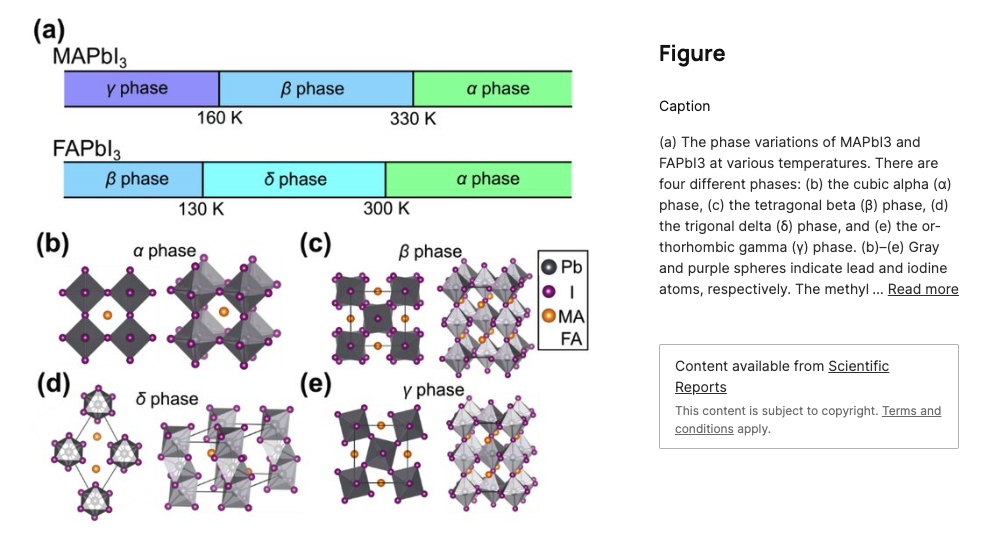 (a)
MAPbI3
γ phase
β phase
α phase
160 K
330 K
FAPbI3
β phase
δ phase
α phase
130 K
300 K
(b)
α phase
(c)
β phase
Pb
I
MA
FA
(d)
δ phase
(e)
γ phase
Figure
Caption
(a) The phase variations of MAPbI3 and
FAPbI3 at various temperatures. There are
four different phases: (b) the cubic alpha (α)
phase, (c) the tetragonal beta (β) phase, (d)
the trigonal delta (δ) phase, and (e) the or-
thorhombic gamma (γ) phase. (b)–(e) Gray
and purple spheres indicate lead and iodine
atoms, respectively. The methyl ... Read more
Content available from Scientific
Reports
This content is subject to copyright. Terms and
conditions apply.